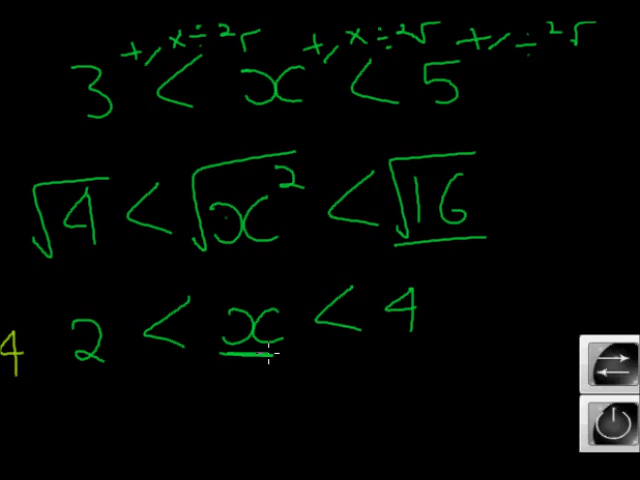 +, × ÷ ²√ +, × ÷ ²√ +, ÷ ²√
3 < x < 5
√4 < √x² < √16
4 2 < x < 4